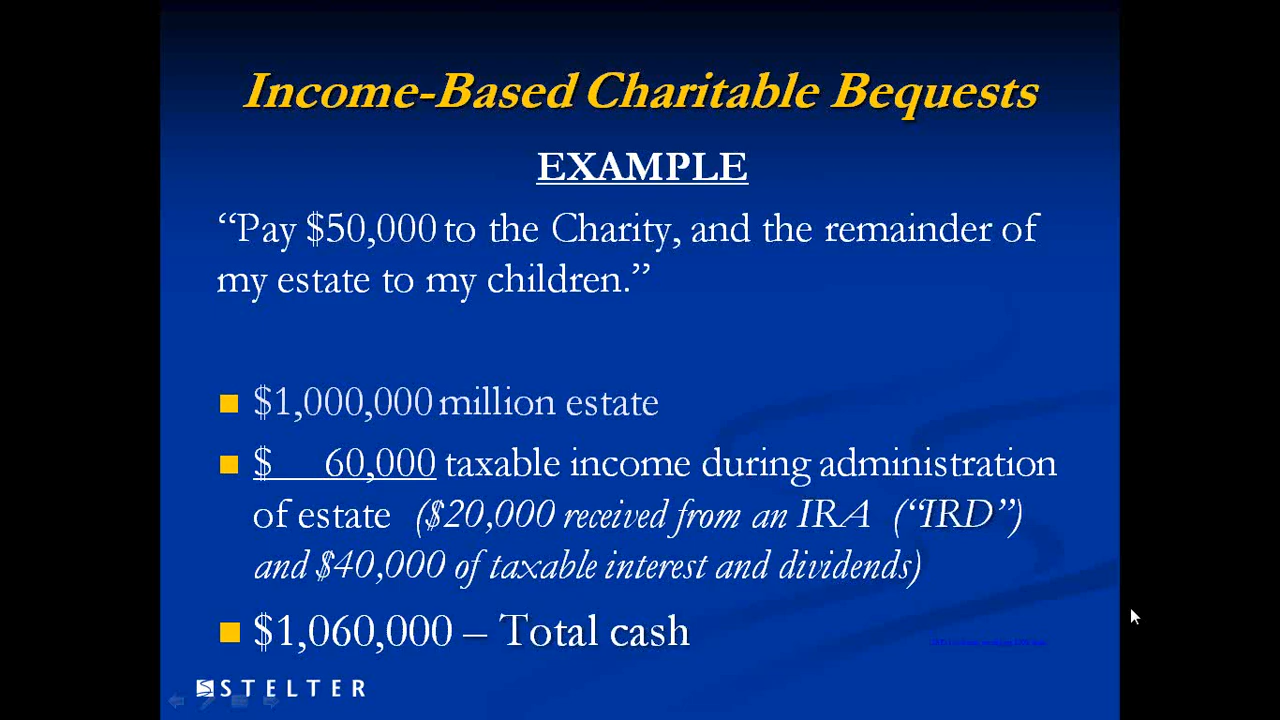 Income-Based Charitable Bequests
EXAMPLE
“Pay $50,000 to the Charity, and the remainder of
my estate to my children.”
$1,000,000 million estate
$ 60,000 taxable income during administration
of estate ($20,000 received from an IRA (“IRD”)
and $40,000 of taxable interest and dividends)
$1,060,000 – Total cash
STELTER